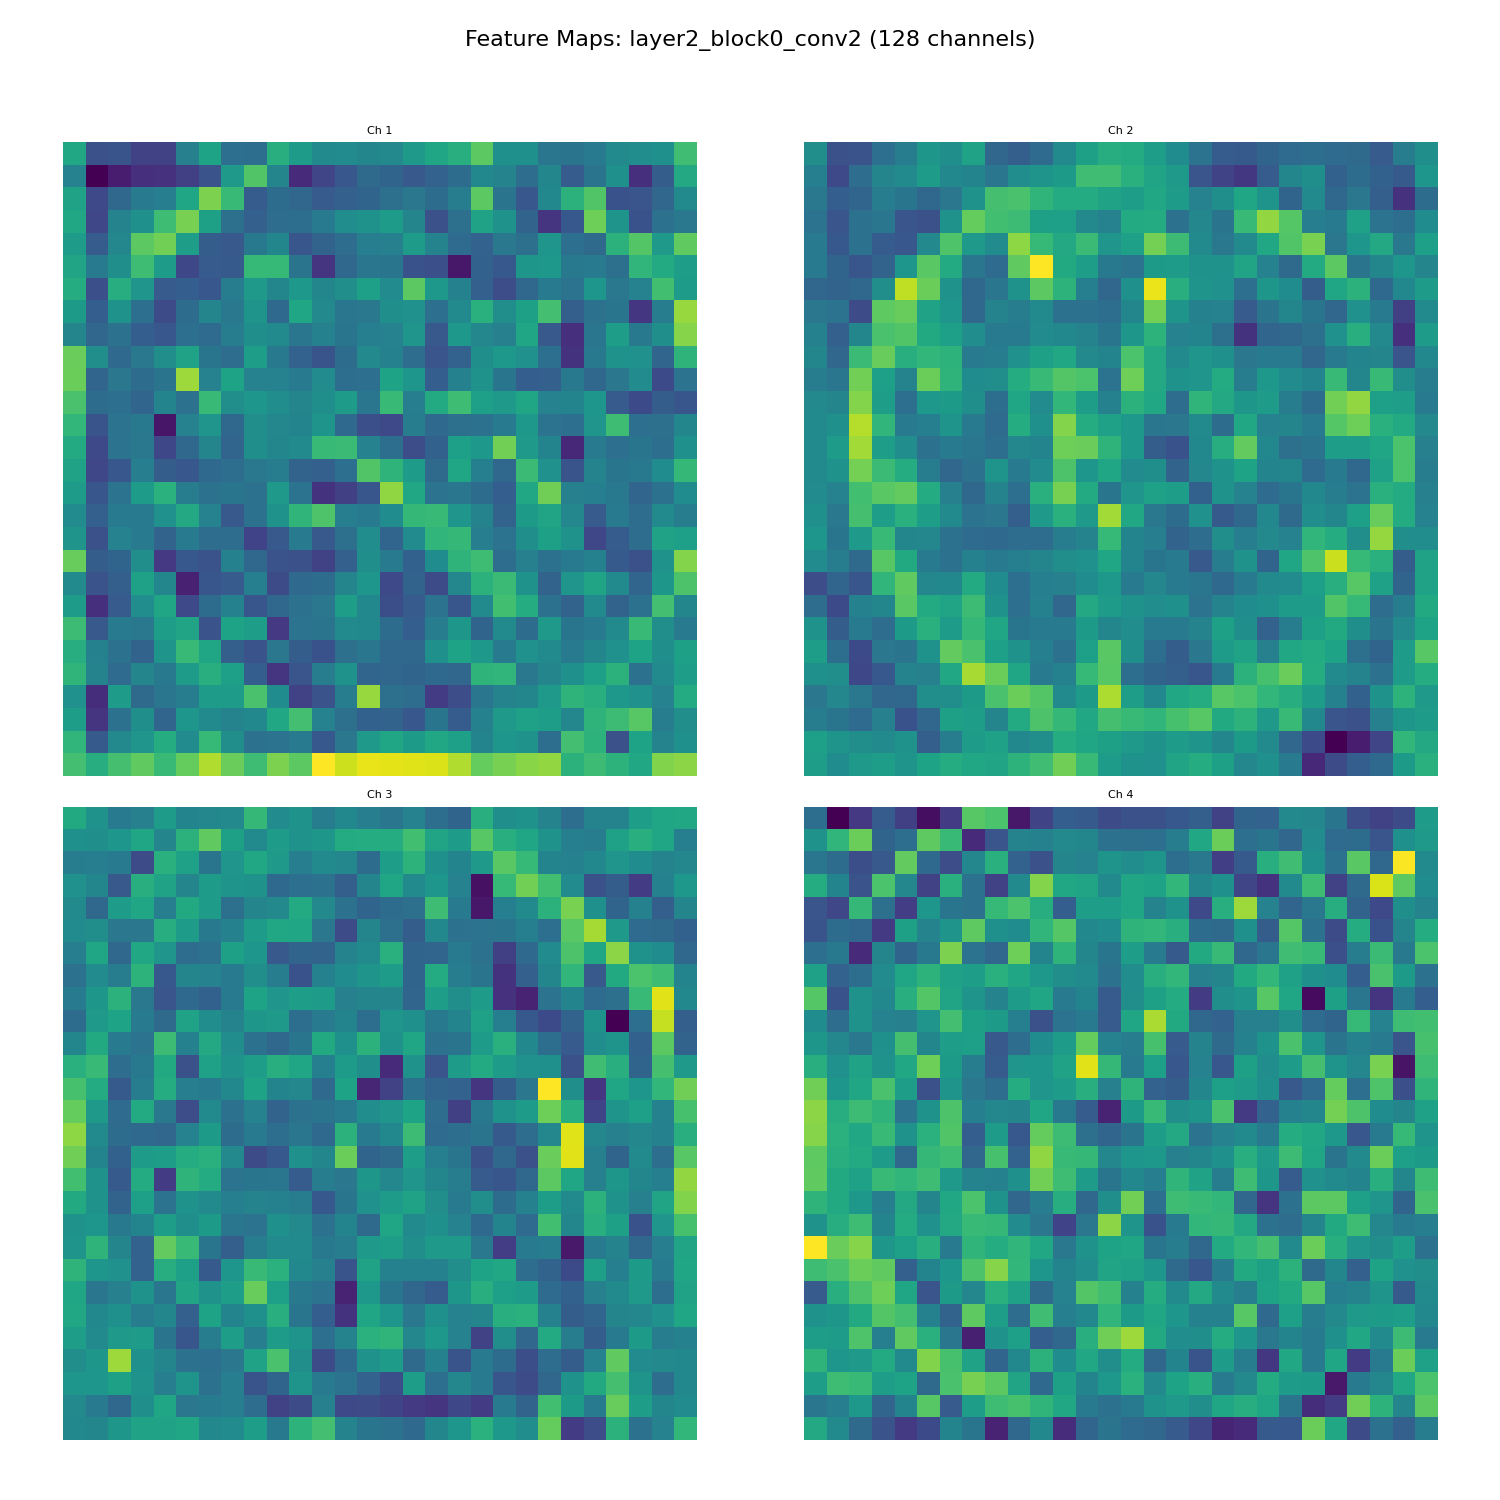 Feature Maps: layer2_block0_conv2 (128 channels)
Ch 1
Ch 2
Ch 3
Ch 4